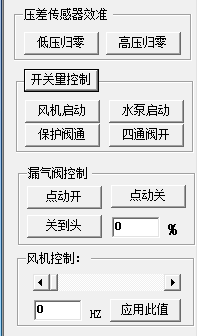 压差传感器效准
低压归零 高压归零
开关量控制
风机启动 水泵启动
保护阀通 四通阀开
漏气阀控制
点动开 点动关
关到头 0 %
风机控制:
0 HZ 应用此值